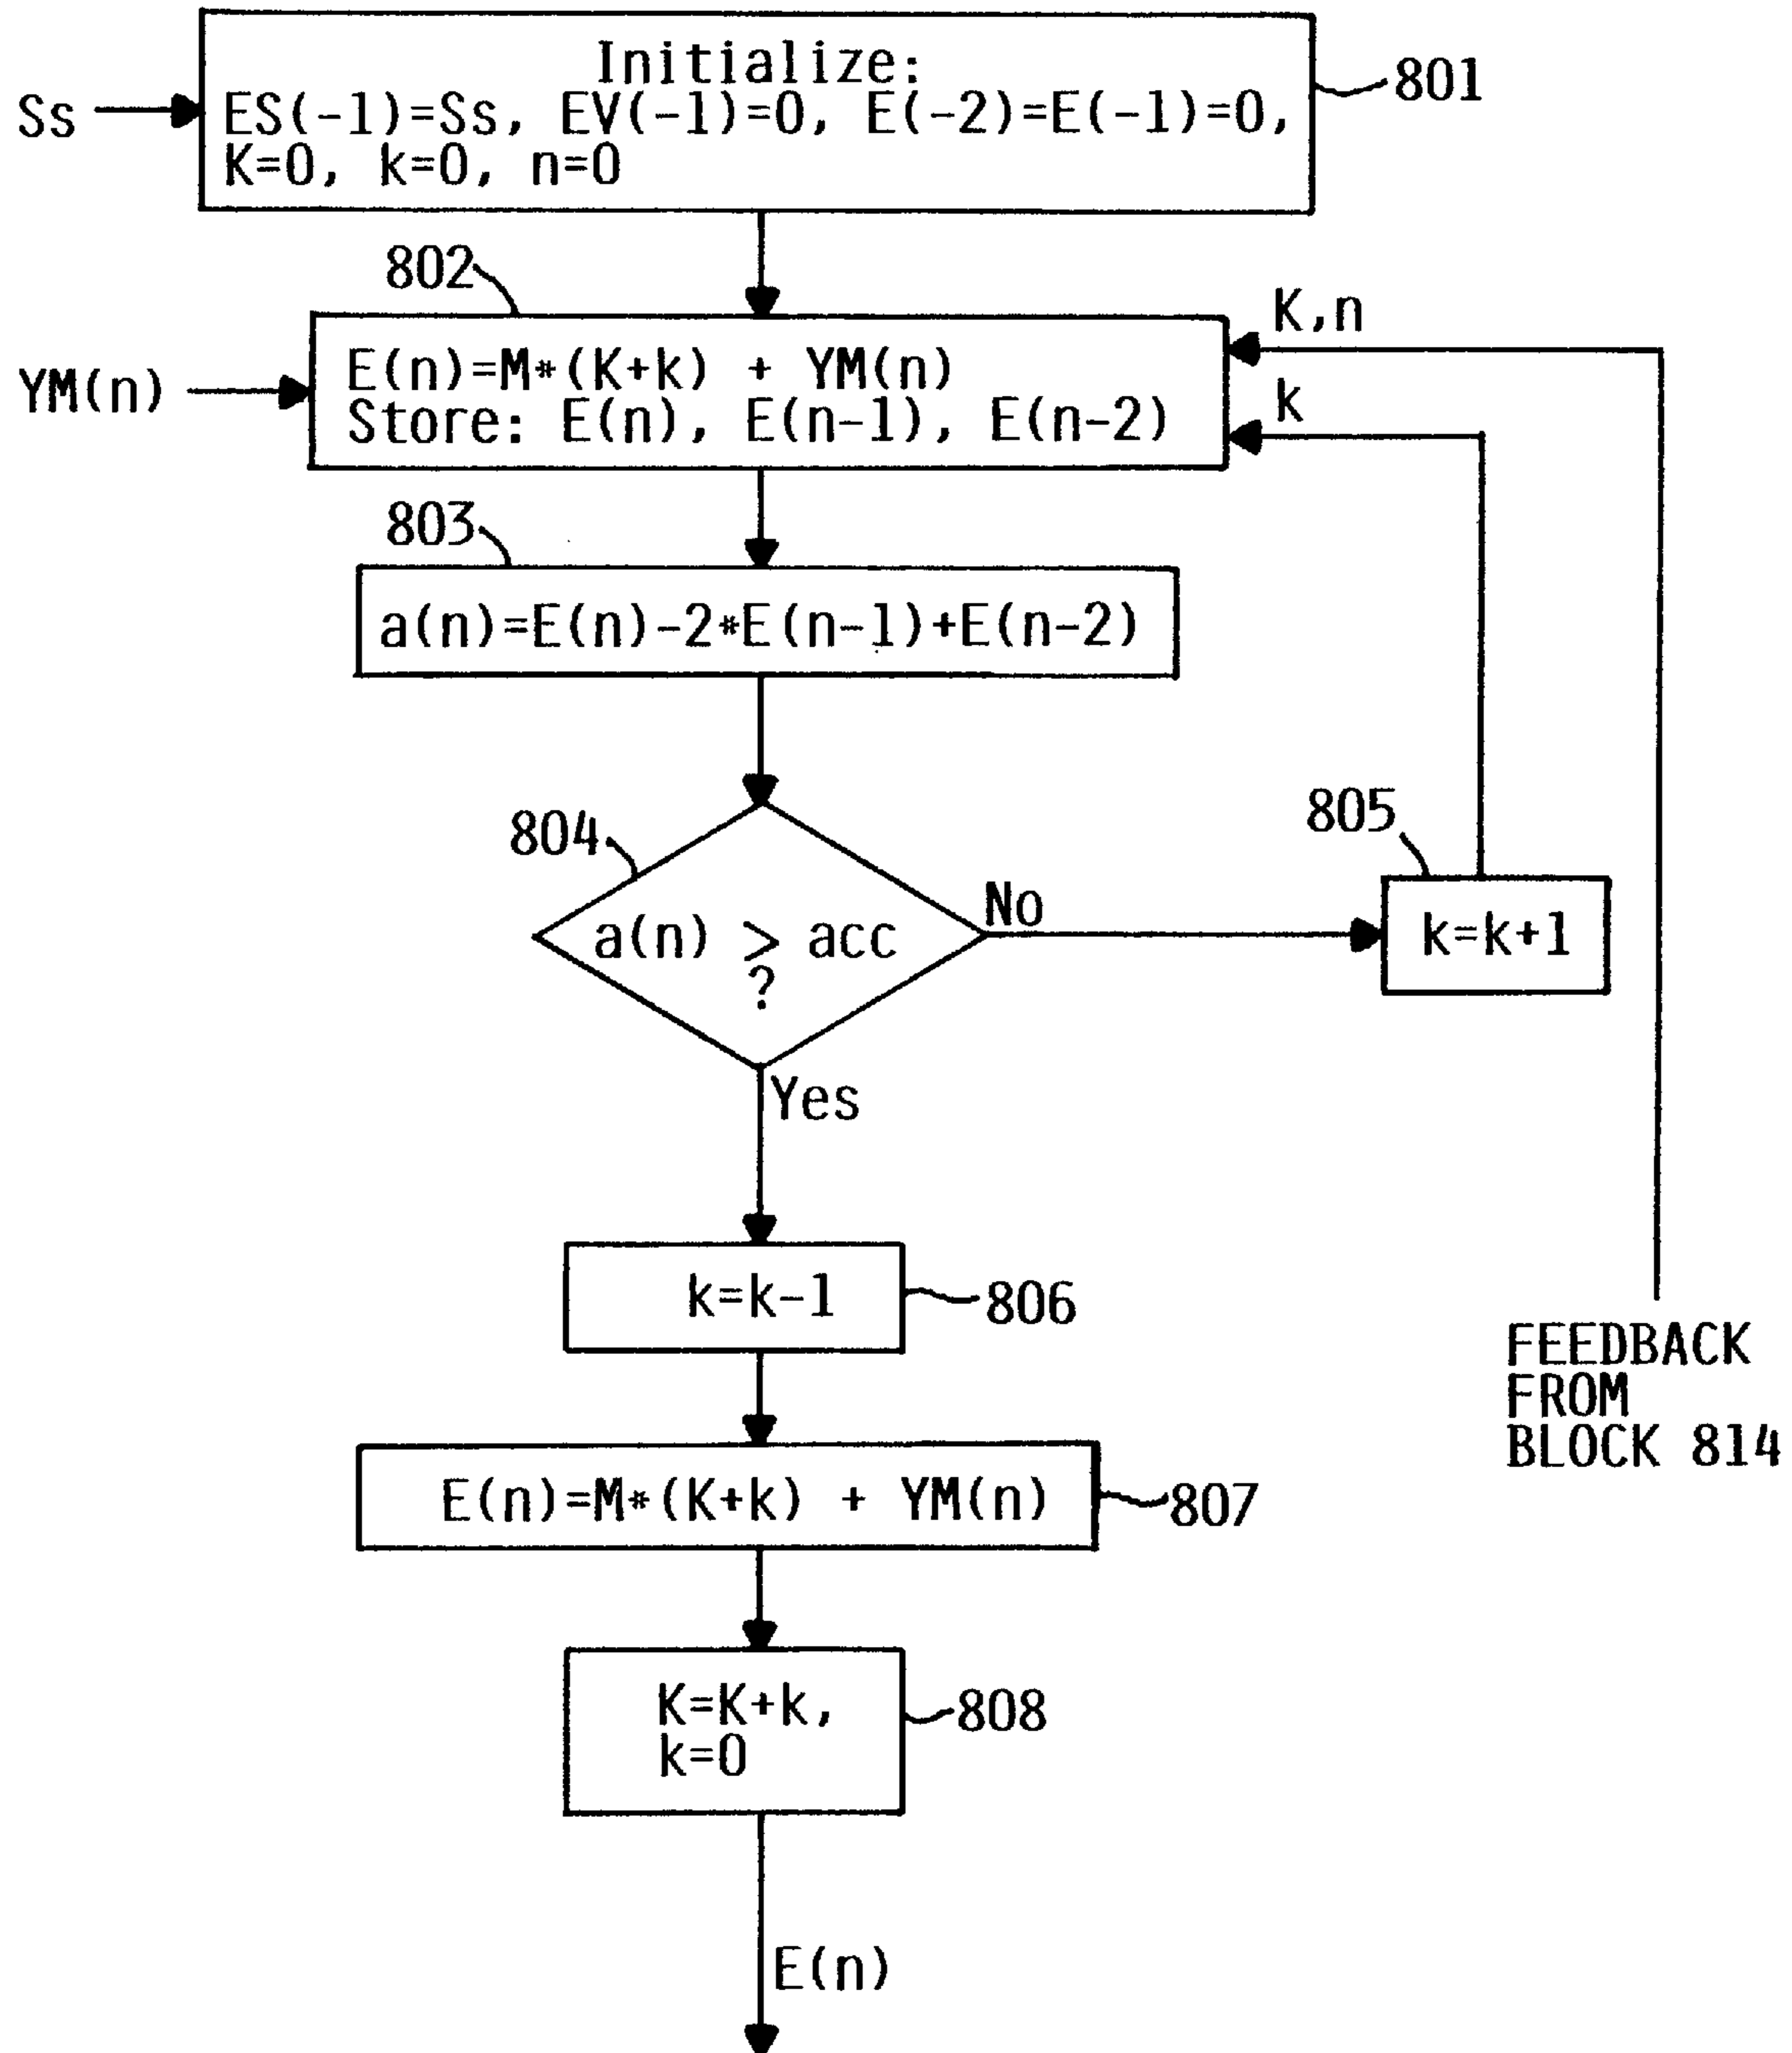 Initialize:
ES(-1)=Ss, EV(-1)=0, E(-2)=E(-1)=0,
K=0, k=0, n=0
801
Ss
802
K,n
YM(n)
E(n)=M*(K+k) + YM(n)
Store: E(n), E(n-1), E(n-2)
k
803
a(n)=E(n)-2*E(n-1)+E(n-2)
804
805
a(n) > acc
?
No
k=k+1
Yes
k=k-1
806
FEEDBACK
FROM
BLOCK 814
E(n)=M*(K+k) + YM(n)
807
K=K+k,
k=0
808
E(n)